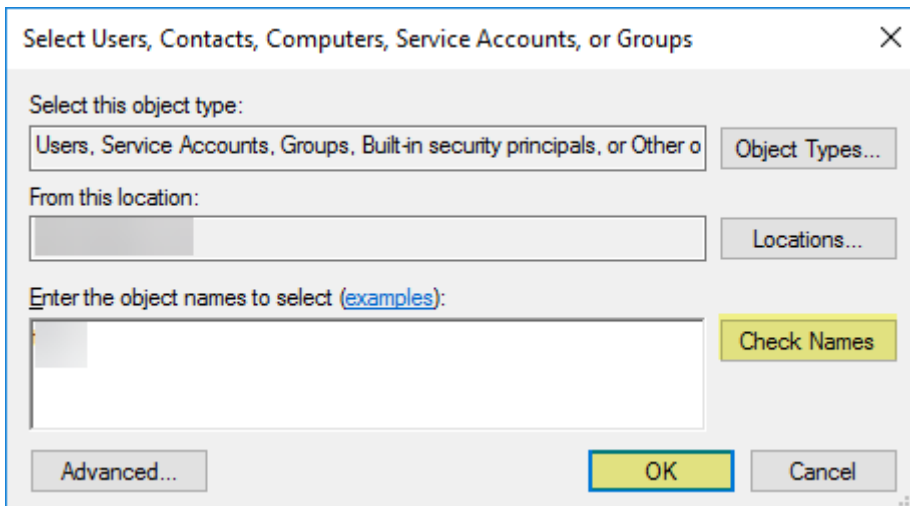 Select Users, Contacts, Computers, Service Accounts, or Groups
Select this object type:
Users, Service Accounts, Groups, Built-in security principals, or Other o
Object Types...
From this location:
Locations...
Enter the object names to select (examples):
Check Names
Advanced...
OK
Cancel